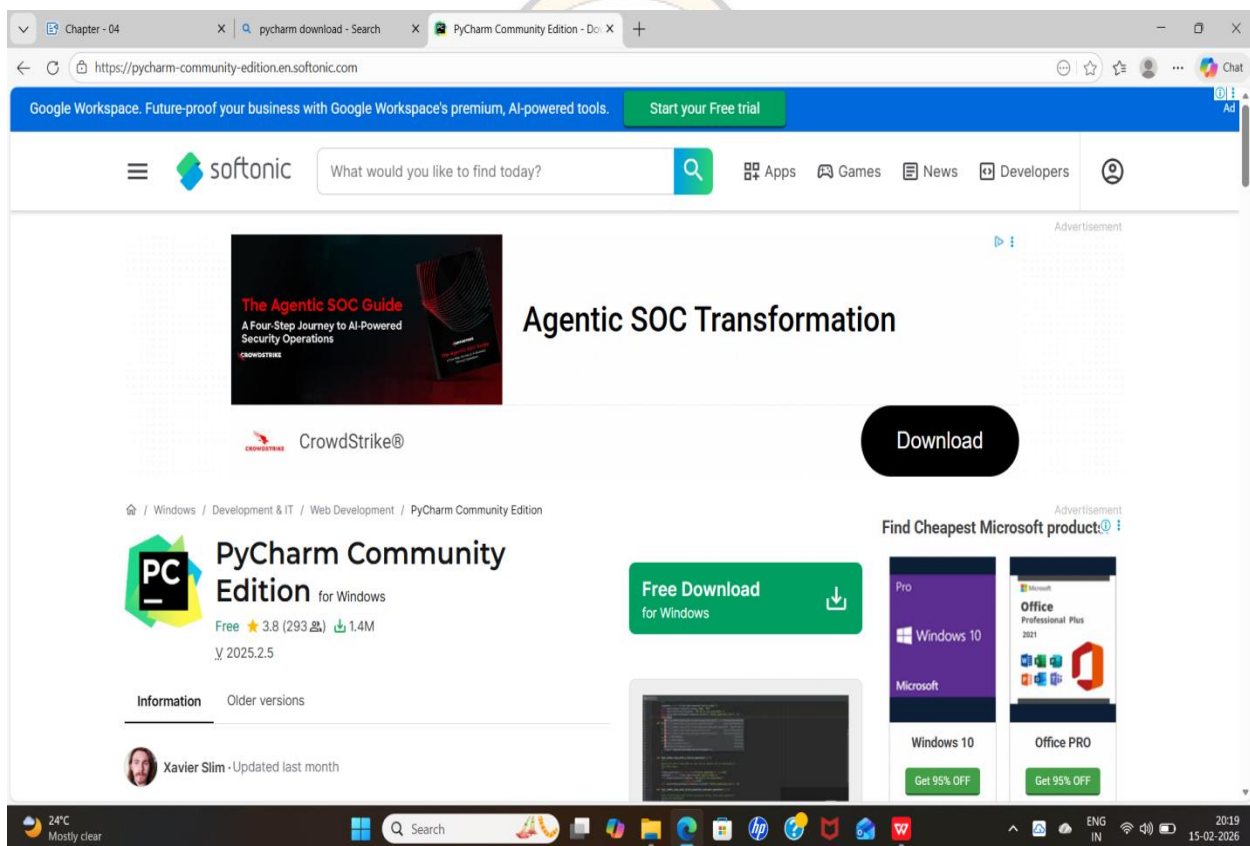 Chapter - 04
pycharm download - Search
PyCharm Community Edition - Do
https://pycharm-community-edition.en.softonic.com
Chat
Google Workspace. Future-proof your business with Google Workspace's premium, AI-powered tools.
Start your Free trial
Ad
softonic
What would you like to find today?
Apps
Games
News
Developers
Advertisement
The Agentic SOC Guide
A Four-Step Journey to AI-Powered
Security Operations
CROWDSTRIKE
Agentic SOC Transformation
CROWDSTRIKE
CrowdStrike®
Download
/ Windows / Development & IT / Web Development / PyCharm Community Edition
PC
PyCharm Community
Edition for Windows
Free 3.8 (293) 1.4M
V 2025.2.5
Free Download
for Windows
Advertisement
Find Cheapest Microsoft product
Pro
Windows 10
Microsoft
Microsoft
Office
Professional Plus
2021
Windows 10
Office PRO
Get 95% OFF
Get 95% OFF
Information
Older versions
Xavier Slim · Updated last month
24°C
Mostly clear
Search
hp
ENG
IN
20:19
15-02-2026